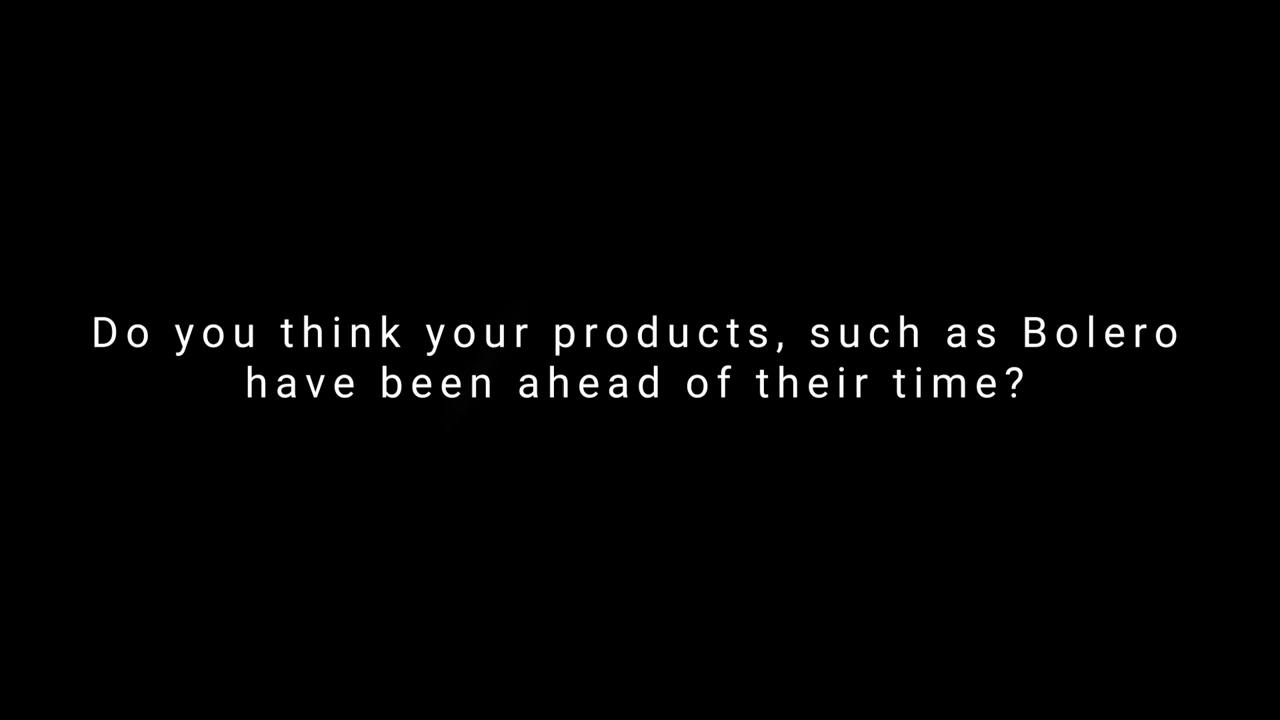 Do you think your products, such as Bolero
have been ahead of their time?